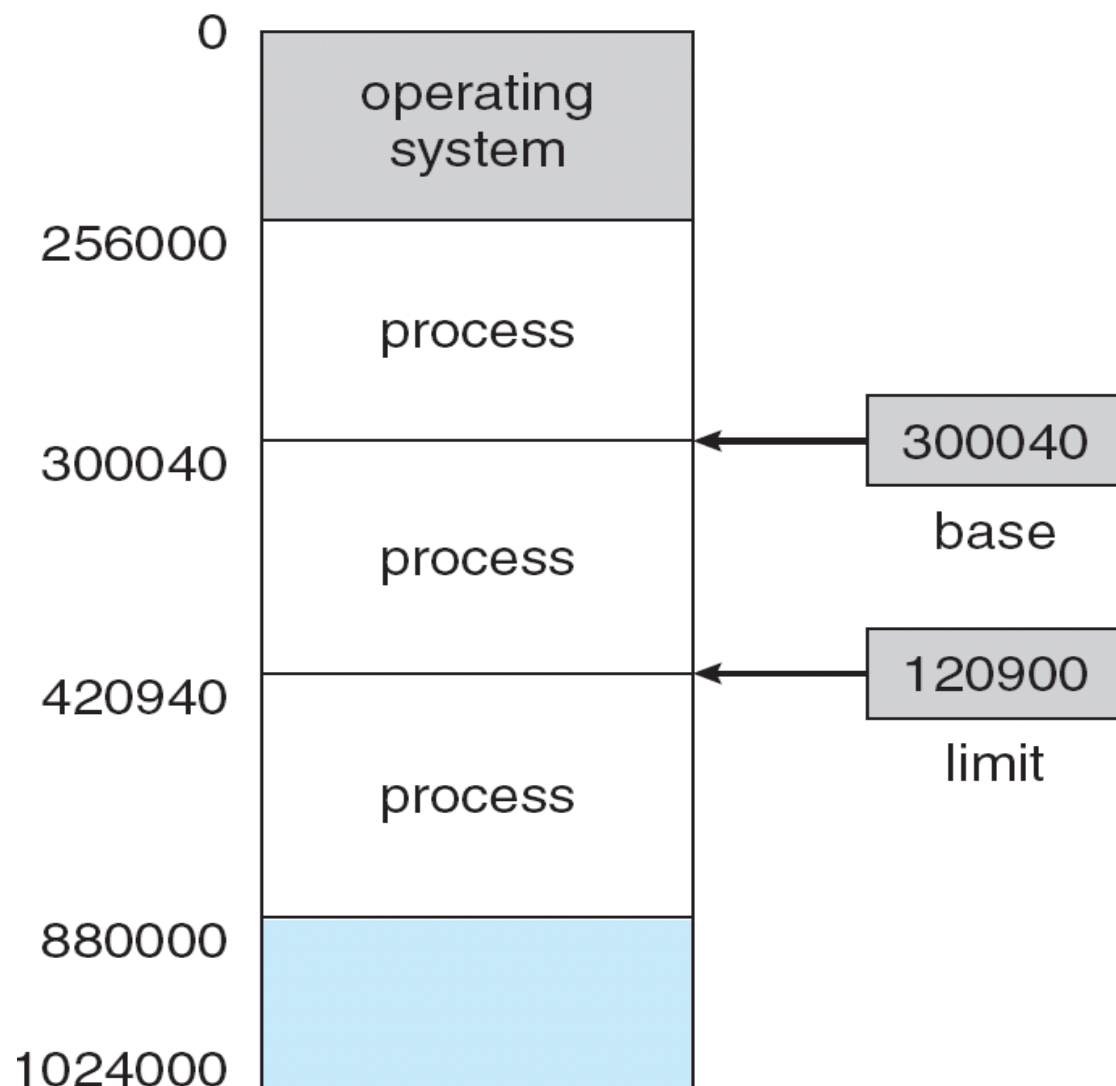 0
operating
system
256000
process
300040
300040
base
process
420940
120900
limit
process
880000
1024000